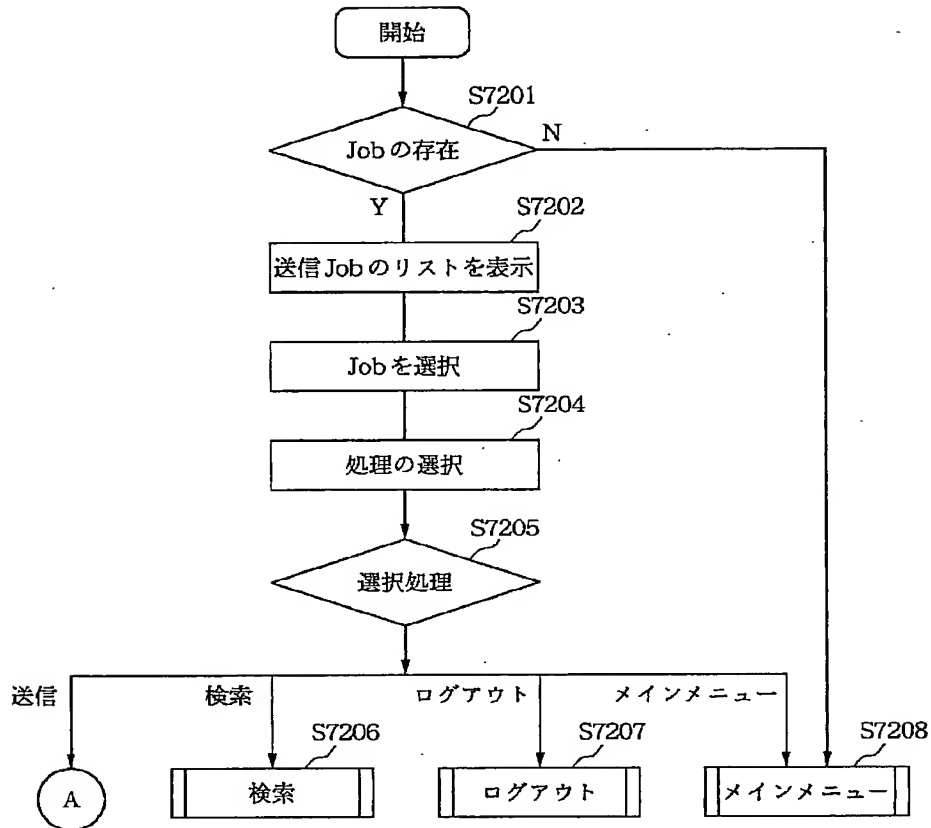 開始
S7201
Jobの存在
N
Y
S7202
送信Jobのリストを表示
S7203
Jobを選択
S7204
処理の選択
S7205
選択処理
送信
検索
ログアウト
メインメニュー
S7206
S7207
S7208
A
検索
ログアウト
メインメニュー